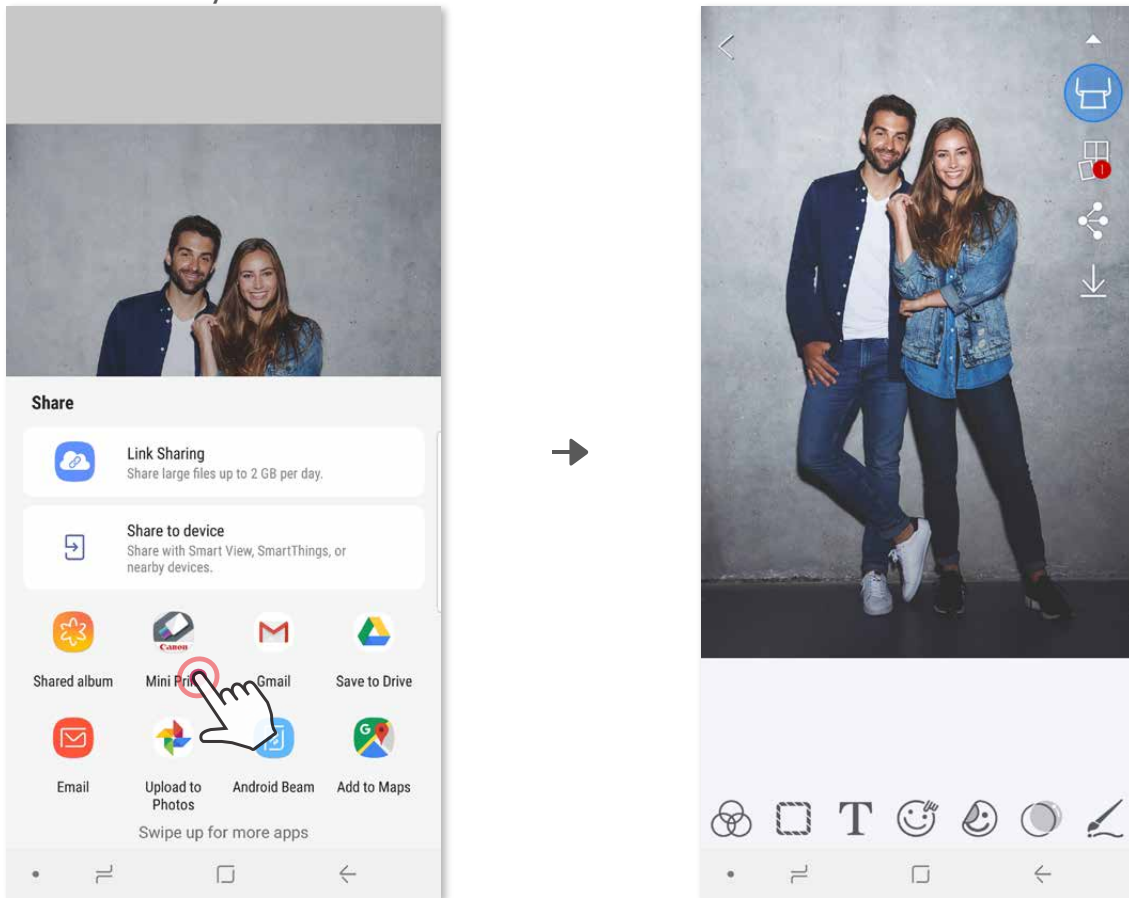 Share
Link Sharing
Share large files up to 2 GB per day.
Share to device
Share with Smart View, SmartThings, or
nearby devices.
Canon
Shared album
Mini Pri
Gmail
Save to Drive
G
Email
Upload to
Photos
Android Beam
Add to Maps
Swipe up for more apps
1
T